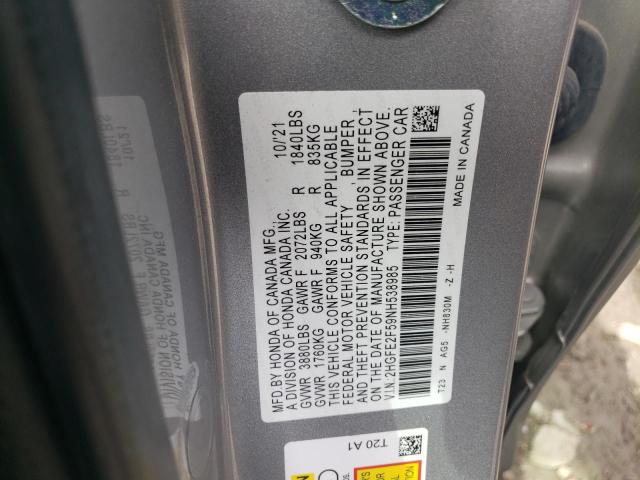 MFD BY HONDA OF CANADA MFG., 10/'21
A DIVISION OF HONDA CANADA INC.
GVWR 3880LBS GAWR F 2072LBS R 1840LBS
GVWR 1760KG GAWR F 940KG R 835KG
THIS VEHICLE CONFORMS TO ALL APPLICABLE
FEDERAL MOTOR VEHICLE SAFETY, BUMPER,
AND THEFT PREVENTION STANDARDS IN EFFECT
ON THE DATE OF MANUFACTURE SHOWN ABOVE.
V.I.N.:2HGFE2F59NH538985 TYPE: PASSENGER CAR
T23 N AG5 -NH830M -Z -H
MADE IN CANADA
T20 A1